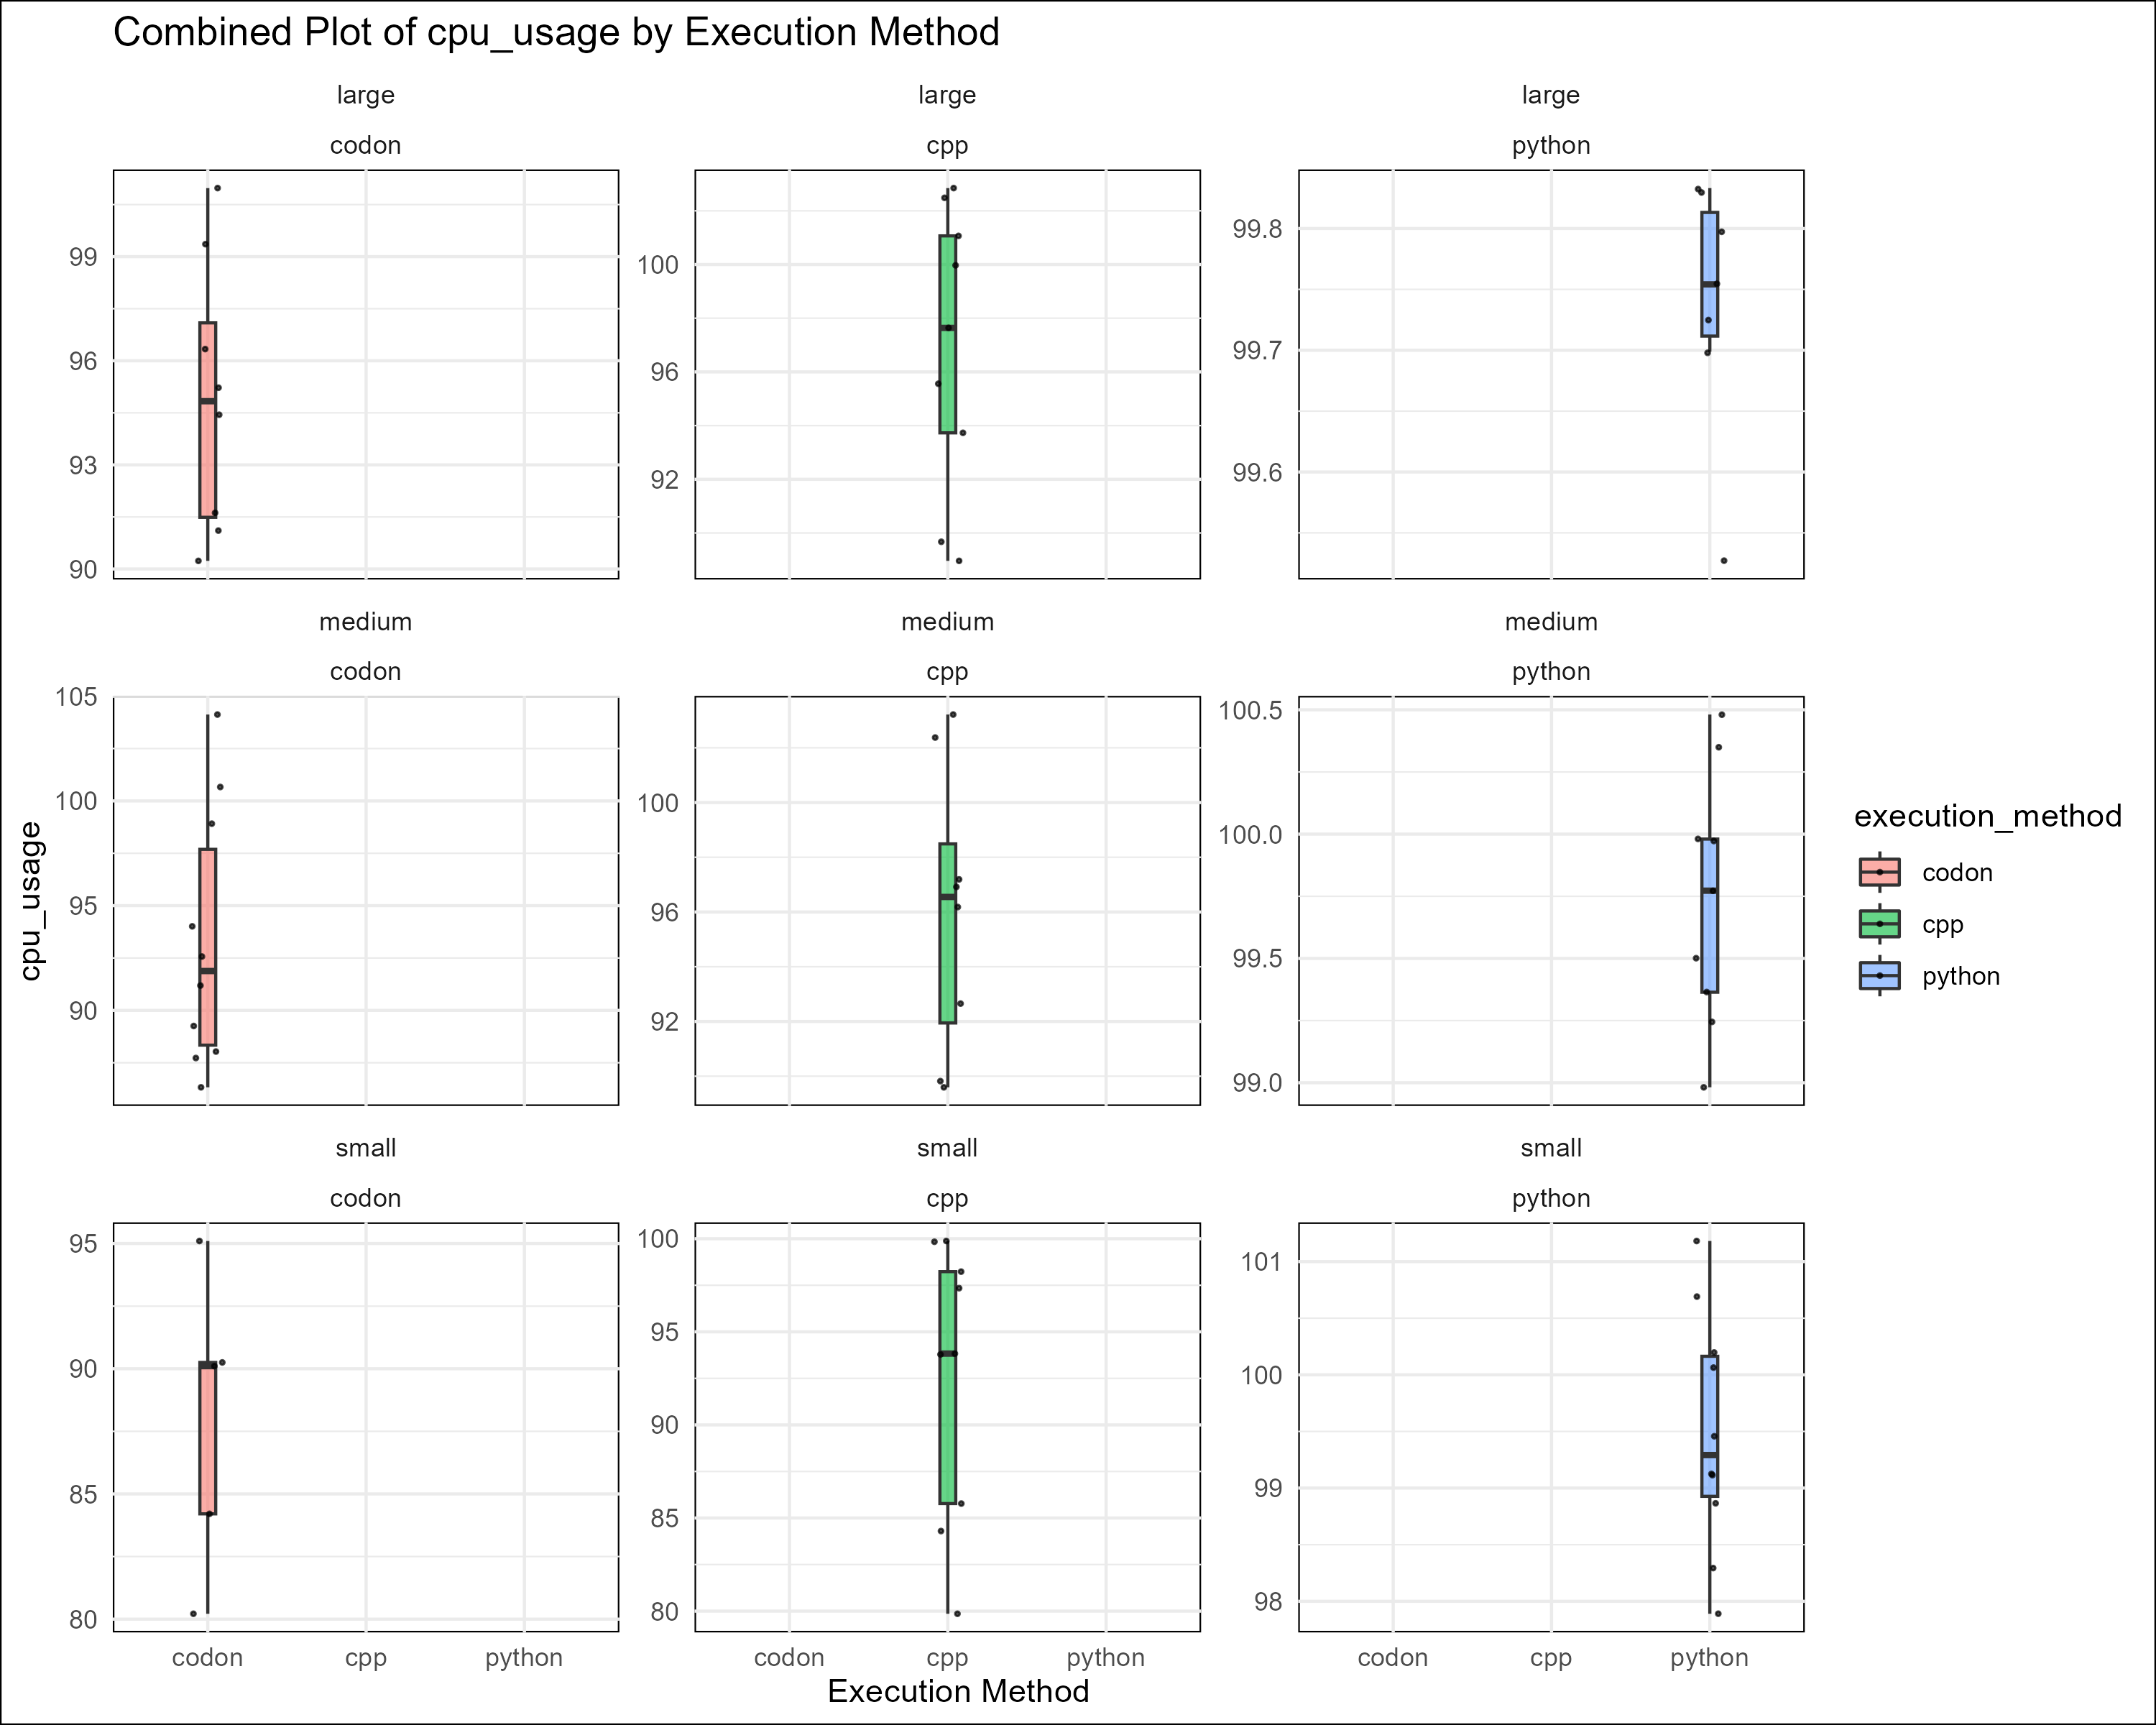 Combined Plot of cpu_usage by Execution Method
large large large
codon cpp python
99
96
93
90
100
96
92
99.8
99.7
99.6
medium medium medium
codon cpp python
105
100
95
90
100
96
92
100.5
100.0
99.5
99.0
cpu_usage
small small small
codon cpp python
95
90
85
80
100
95
90
85
80
101
100
99
98
codon cpp python codon cpp python codon cpp python
Execution Method
execution_method
codon
cpp
python